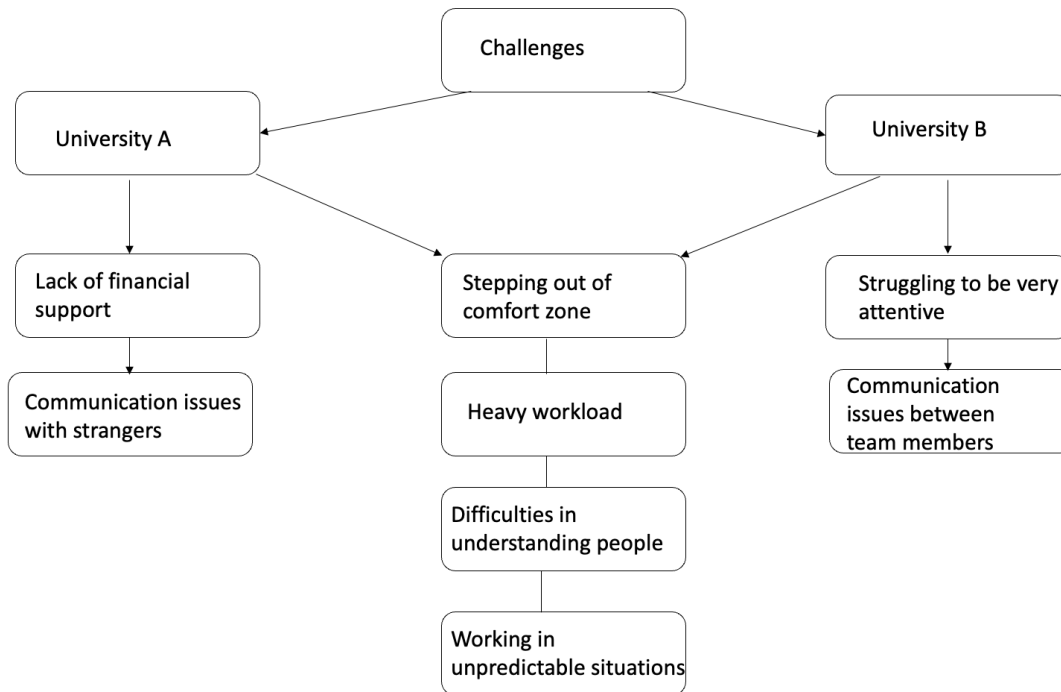 Challenges
University A
University B
Lack of financial
support
Stepping out of
comfort zone
Struggling to be very
attentive
Communication issues
with strangers
Heavy workload
Communication
issues between
team members
Difficulties in
understanding people
Working in
unpredictable situations